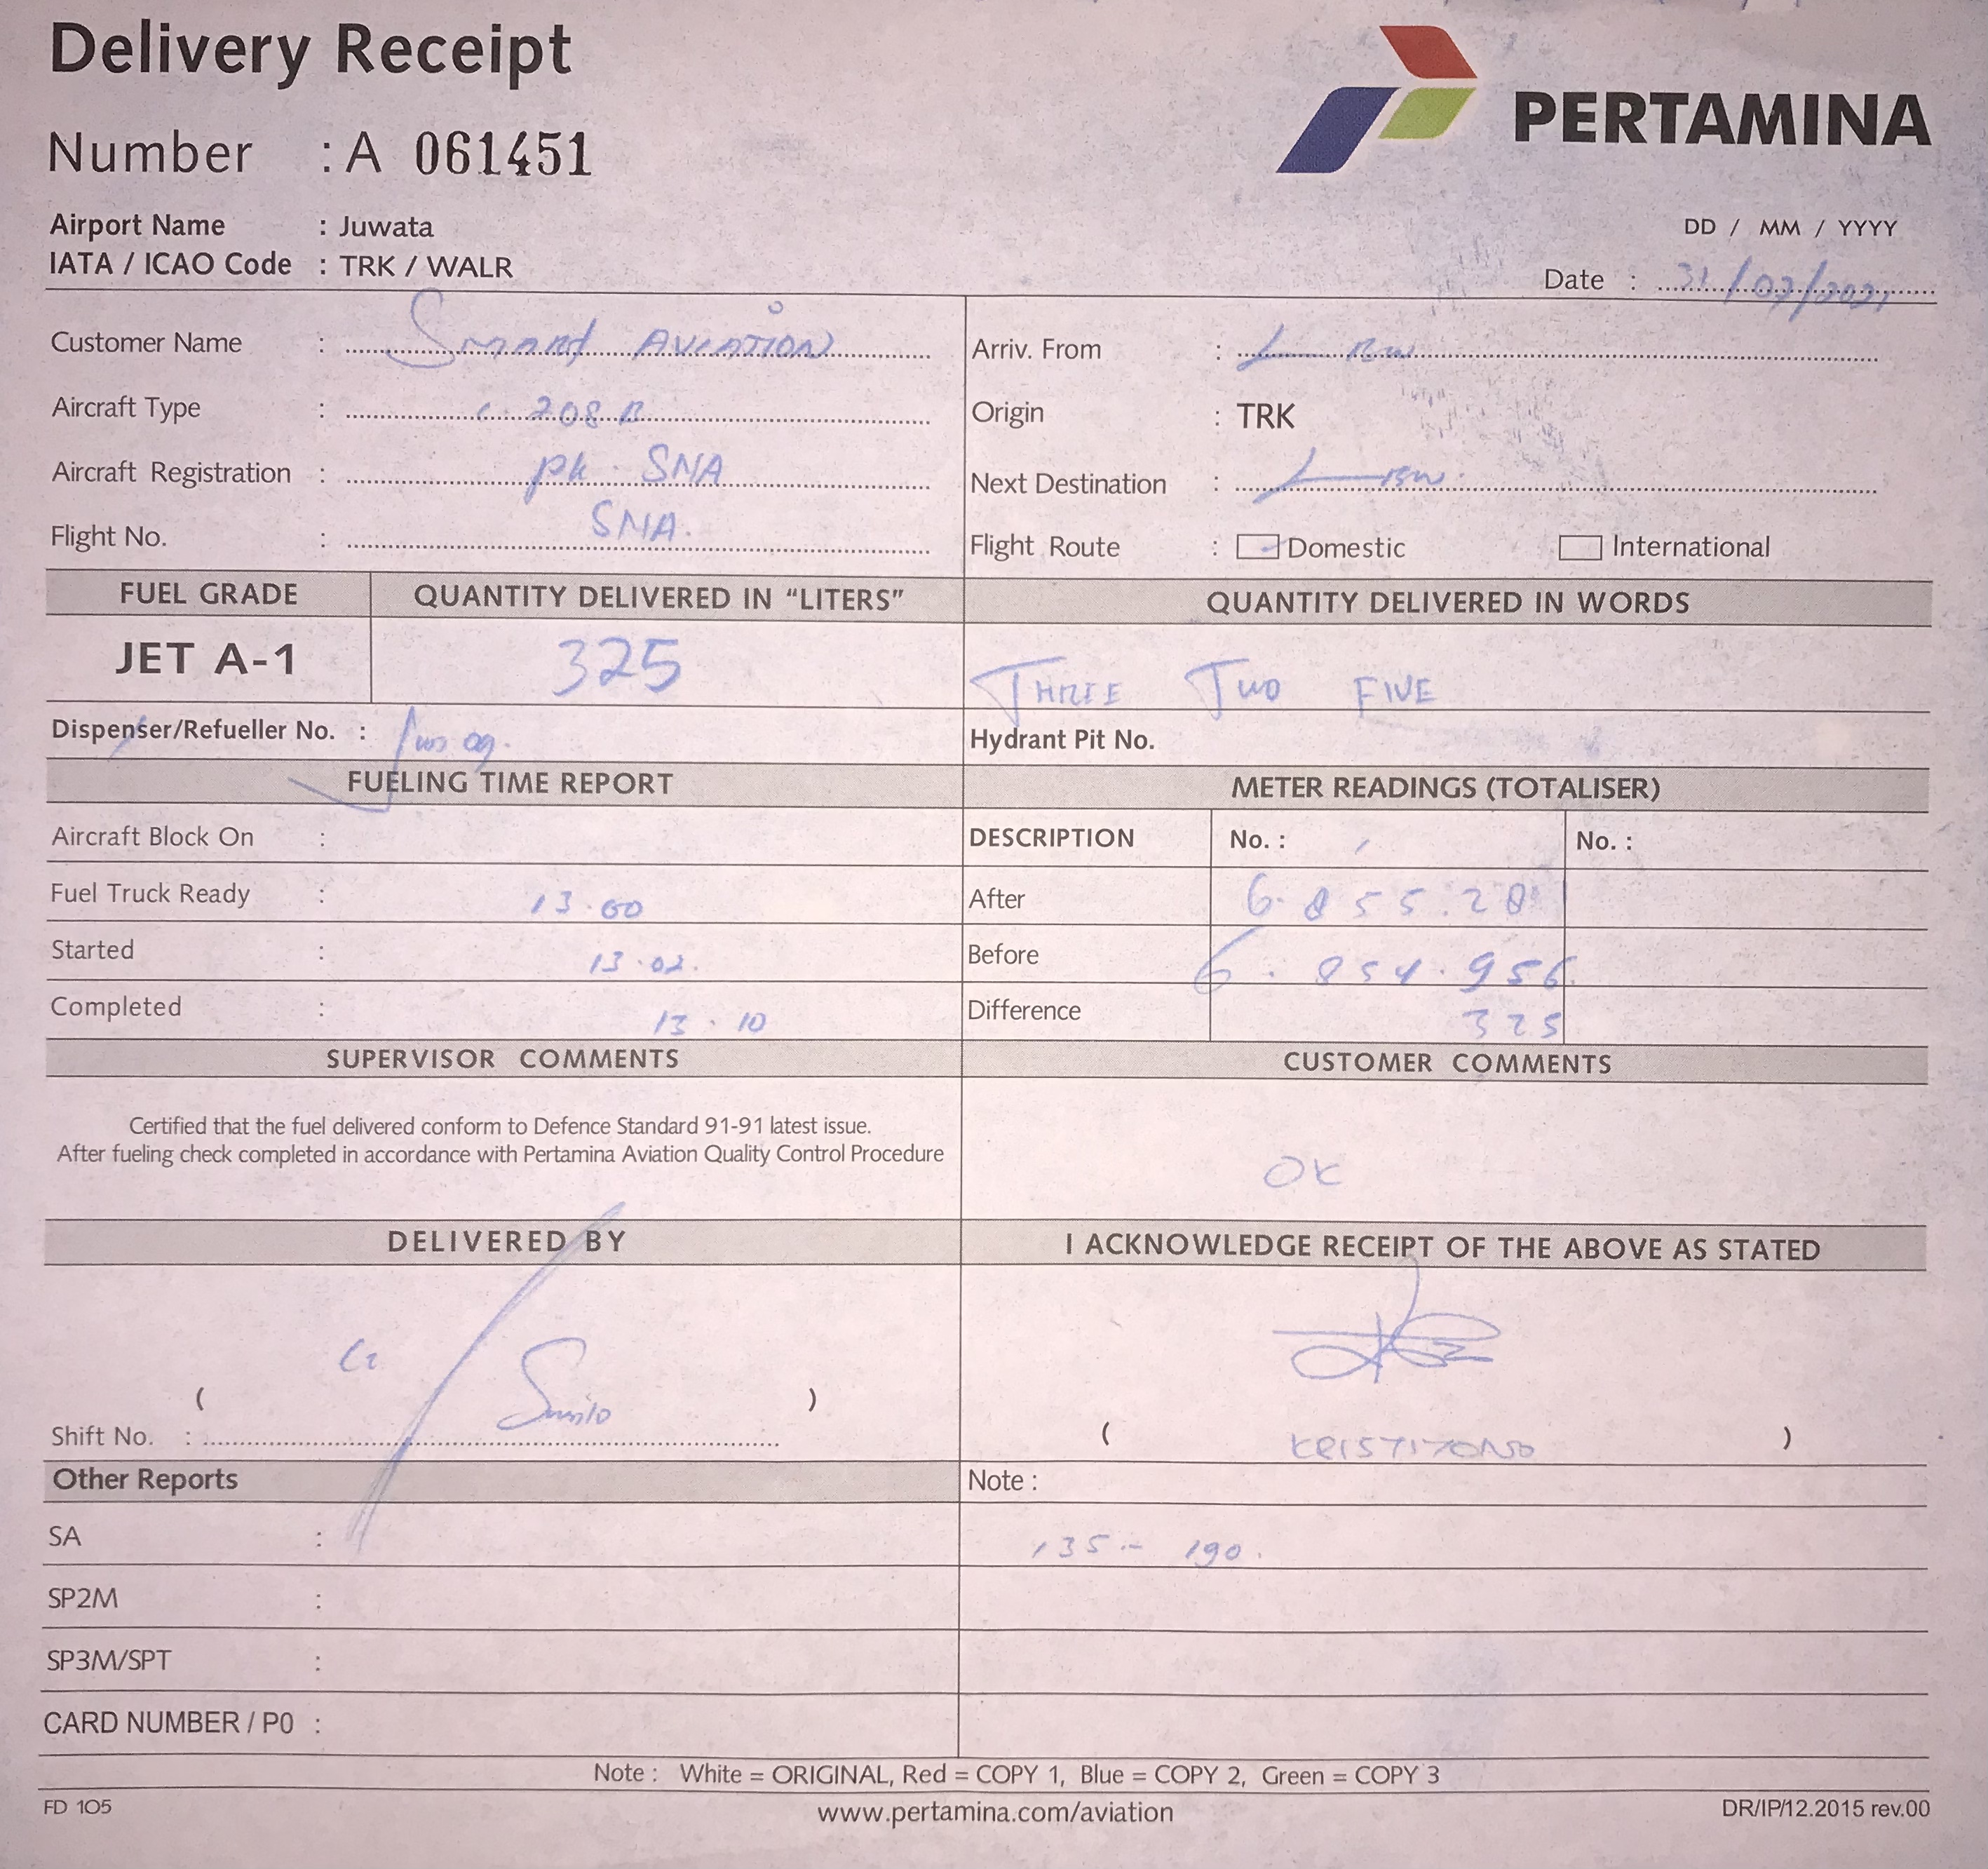 Delivery Receipt
PERTAMINA
Number : A 061451
Airport Name : Juwata
IATA / ICAO Code : TRK / WALR
DD / MM / YYYY
Date : 31/07/2021
Customer Name : Smart AVIATION
Arriv. From :
Aircraft Type : C 208 B
Origin : TRK
Aircraft Registration : pk SNA
Next Destination :
Flight No. : SNA.
Flight Route : Domestic International
FUEL GRADE QUANTITY DELIVERED IN “LITERS” QUANTITY DELIVERED IN WORDS
JET A-1 325 THREE TWO FIVE
Dispenser/Refueller No. : 09.
Hydrant Pit No.
FUELING TIME REPORT METER READINGS (TOTALISER)
Aircraft Block On :
DESCRIPTION No. : No. :
Fuel Truck Ready : 13.00
After 6.855.281
Started : 13.02.
Before 6.854.956
Completed : 13.10
Difference 325
SUPERVISOR COMMENTS CUSTOMER COMMENTS
Certified that the fuel delivered conform to Defence Standard 91-91 latest issue.
After fueling check completed in accordance with Pertamina Aviation Quality Control Procedure
OK
DELIVERED BY I ACKNOWLEDGE RECEIPT OF THE ABOVE AS STATED
( )
Shift No. :
( KRISTIYONO )
Other Reports Note :
SA : 135 - 190.
SP2M :
SP3M/SPT :
CARD NUMBER / P0 :
Note : White = ORIGINAL, Red = COPY 1, Blue = COPY 2, Green = COPY 3
FD 105 www.pertamina.com/aviation DR/IP/12.2015 rev.00